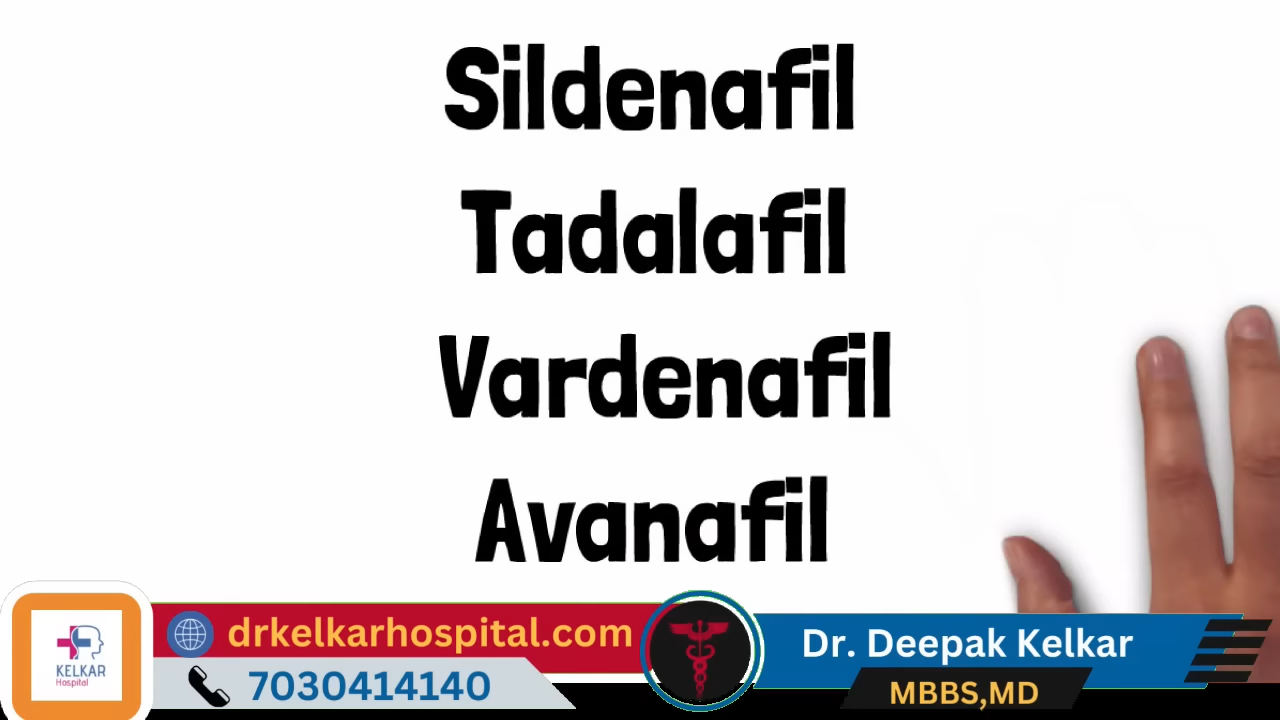 Sildenafil
Tadalafil
Vardenafil
Avanafil
drkelkarhospital.com
7030414140
KELKAR
Hospital
Dr. Deepak Kelkar
MBBS,MD